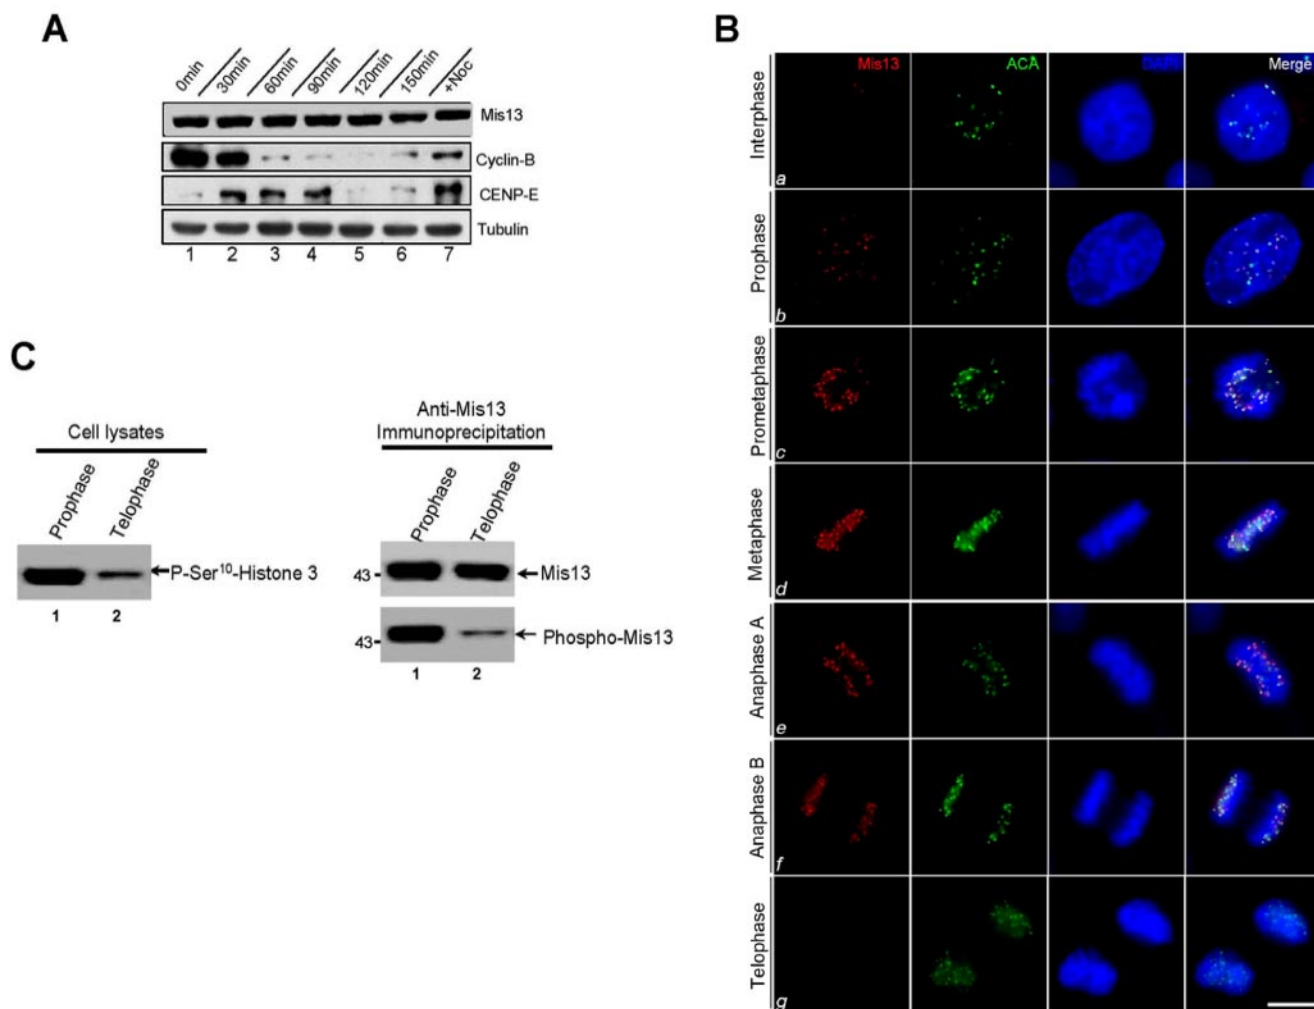 A
0min 30min 60min 90min 120min 150min +Noc
Mis13
Cyclin-B
CENP-E
Tubulin
1 2 3 4 5 6 7
B
Mis13 ACA DAPI Merge
Interphase
a
Prophase
b
Prometaphase
c
Metaphase
d
Anaphase A
e
Anaphase B
f
Telophase
g
C
Cell lysates
Prophase Telophase
P-Ser¹⁰-Histone 3
1 2
Anti-Mis13
Immunoprecipitation
Prophase Telophase
43 Mis13
43 Phospho-Mis13
1 2